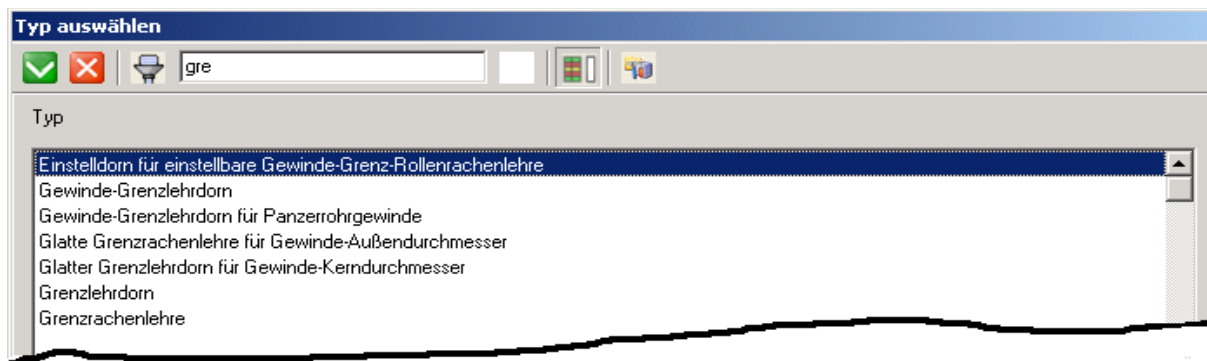 Typ auswählen
gre
Typ
Einstelldorn für einstellbare Gewinde-Grenz-Rollenrachenlehre
Gewinde-Grenzlehrdorn
Gewinde-Grenzlehrdorn für Panzerrohrgewinde
Glatte Grenzrachenlehre für Gewinde-Außendurchmesser
Glatter Grenzlehrdorn für Gewinde-Kerndurchmesser
Grenzlehrdorn
Grenzrachenlehre